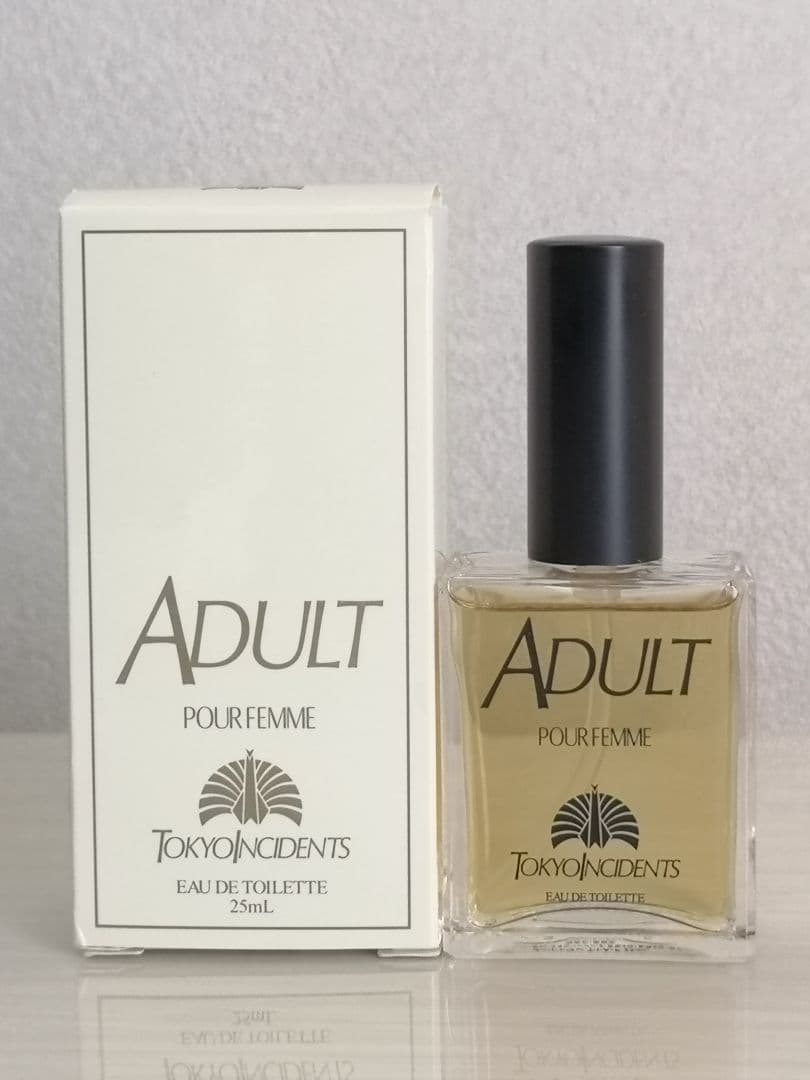 ADULT
POUR FEMME
TOKYO INCIDENTS
EAU DE TOILETTE
25mL
ADULT
POUR FEMME
TOKYO INCIDENTS
EAU DE TOILETTE